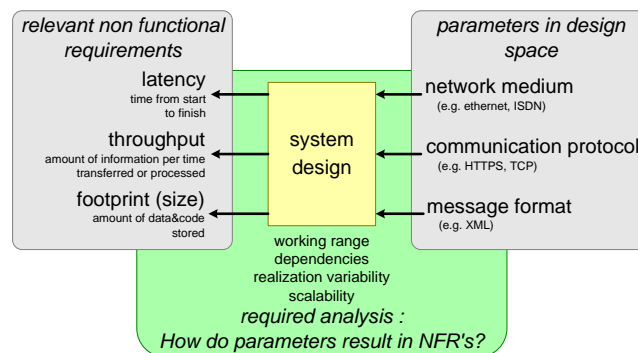 relevant non functional
requirements
latency
time from start
to finish
throughput
amount of information per time
transferred or processed
footprint (size)
amount of data&code
stored
system
design
working range
dependencies
realization variability
scalability
required analysis :
How do parameters result in NFR's?
parameters in design
space
network medium
(e.g. ethernet, ISDN)
communication protocol
(e.g. HTTPS, TCP)
message format
(e.g. XML)